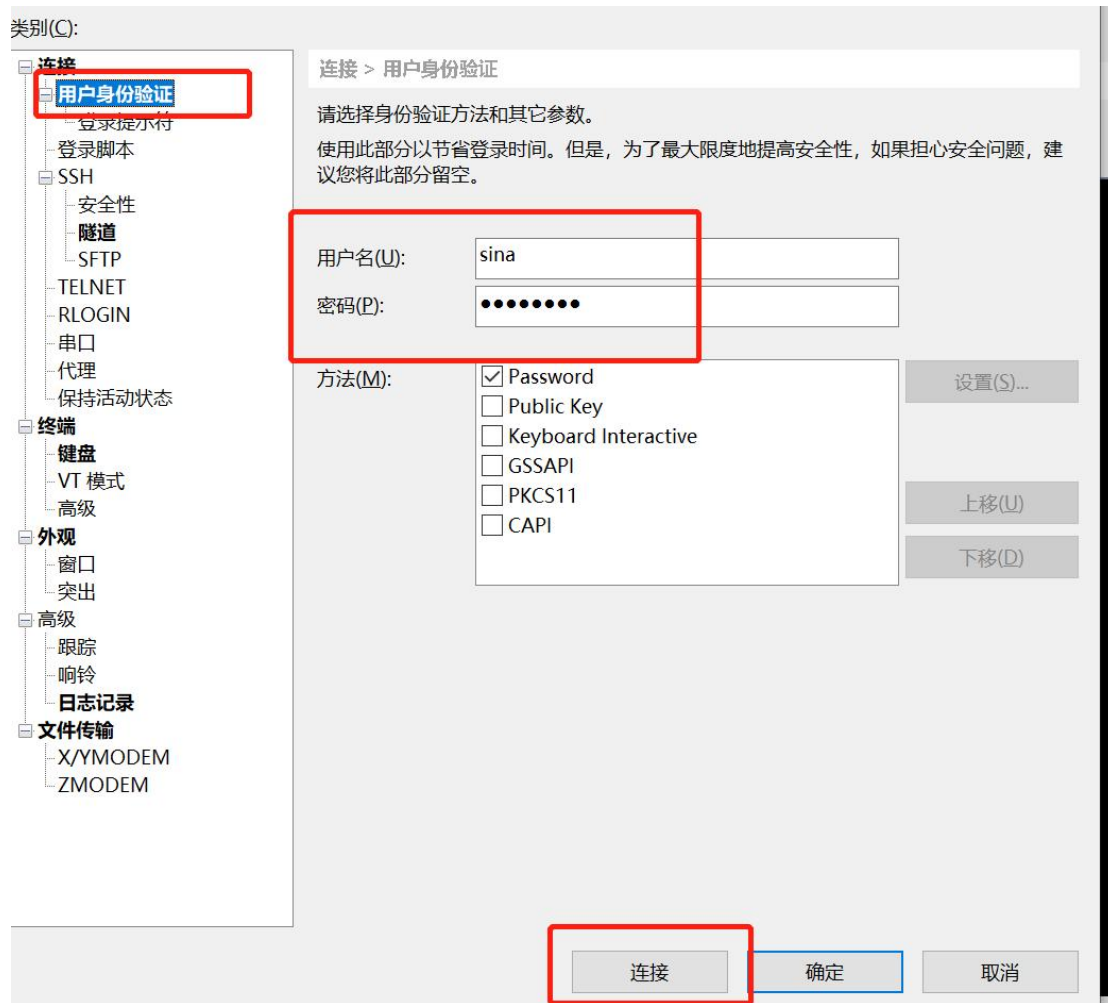 类别(C):
连接
用户身份验证
登录提示符
登录脚本
SSH
安全性
隧道
SFTP
TELNET
RLOGIN
串口
代理
保持活动状态
终端
键盘
VT 模式
高级
外观
窗口
突出
高级
跟踪
响铃
日志记录
文件传输
X/YMODEM
ZMODEM
连接 > 用户身份验证
请选择身份验证方法和其它参数。
使用此部分以节省登录时间。但是，为了最大限度地提高安全性，如果担心安全问题，建
议您将此部分留空。
用户名(U):
sina
密码(P):
●●●●●●●●
方法(M):
Password
Public Key
Keyboard Interactive
GSSAPI
PKCS11
CAPI
设置(S)...
上移(U)
下移(D)
连接
确定
取消